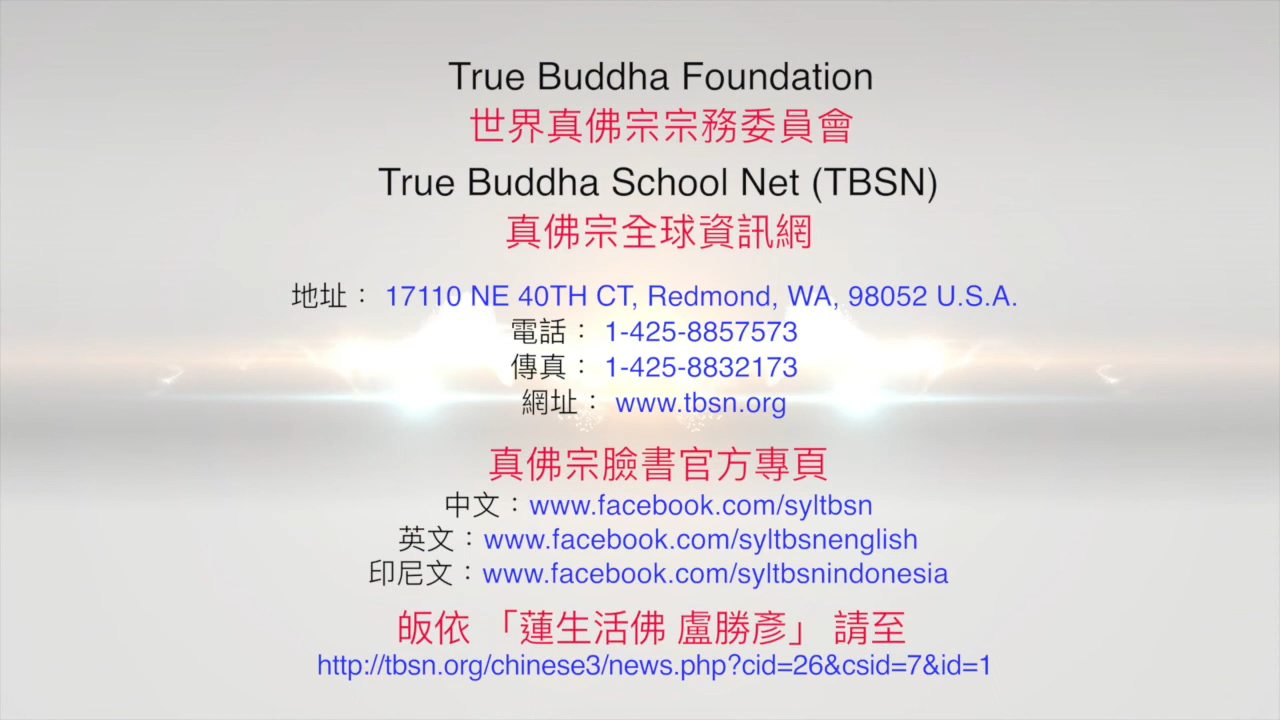 True Buddha Foundation
世界真佛宗宗務委員會
True Buddha School Net (TBSN)
真佛宗全球資訊網
地址： 17110 NE 40TH CT, Redmond, WA, 98052 U.S.A.
電話： 1-425-8857573
傳真： 1-425-8832173
網址： www.tbsn.org
真佛宗臉書官方專頁
中文：www.facebook.com/syltbsn
英文：www.facebook.com/syltbsnenglish
印尼文：www.facebook.com/syltbsnindonesia
皈依 「蓮生活佛 盧勝彥」 請至
http://tbsn.org/chinese3/news.php?cid=26&csid=7&id=1